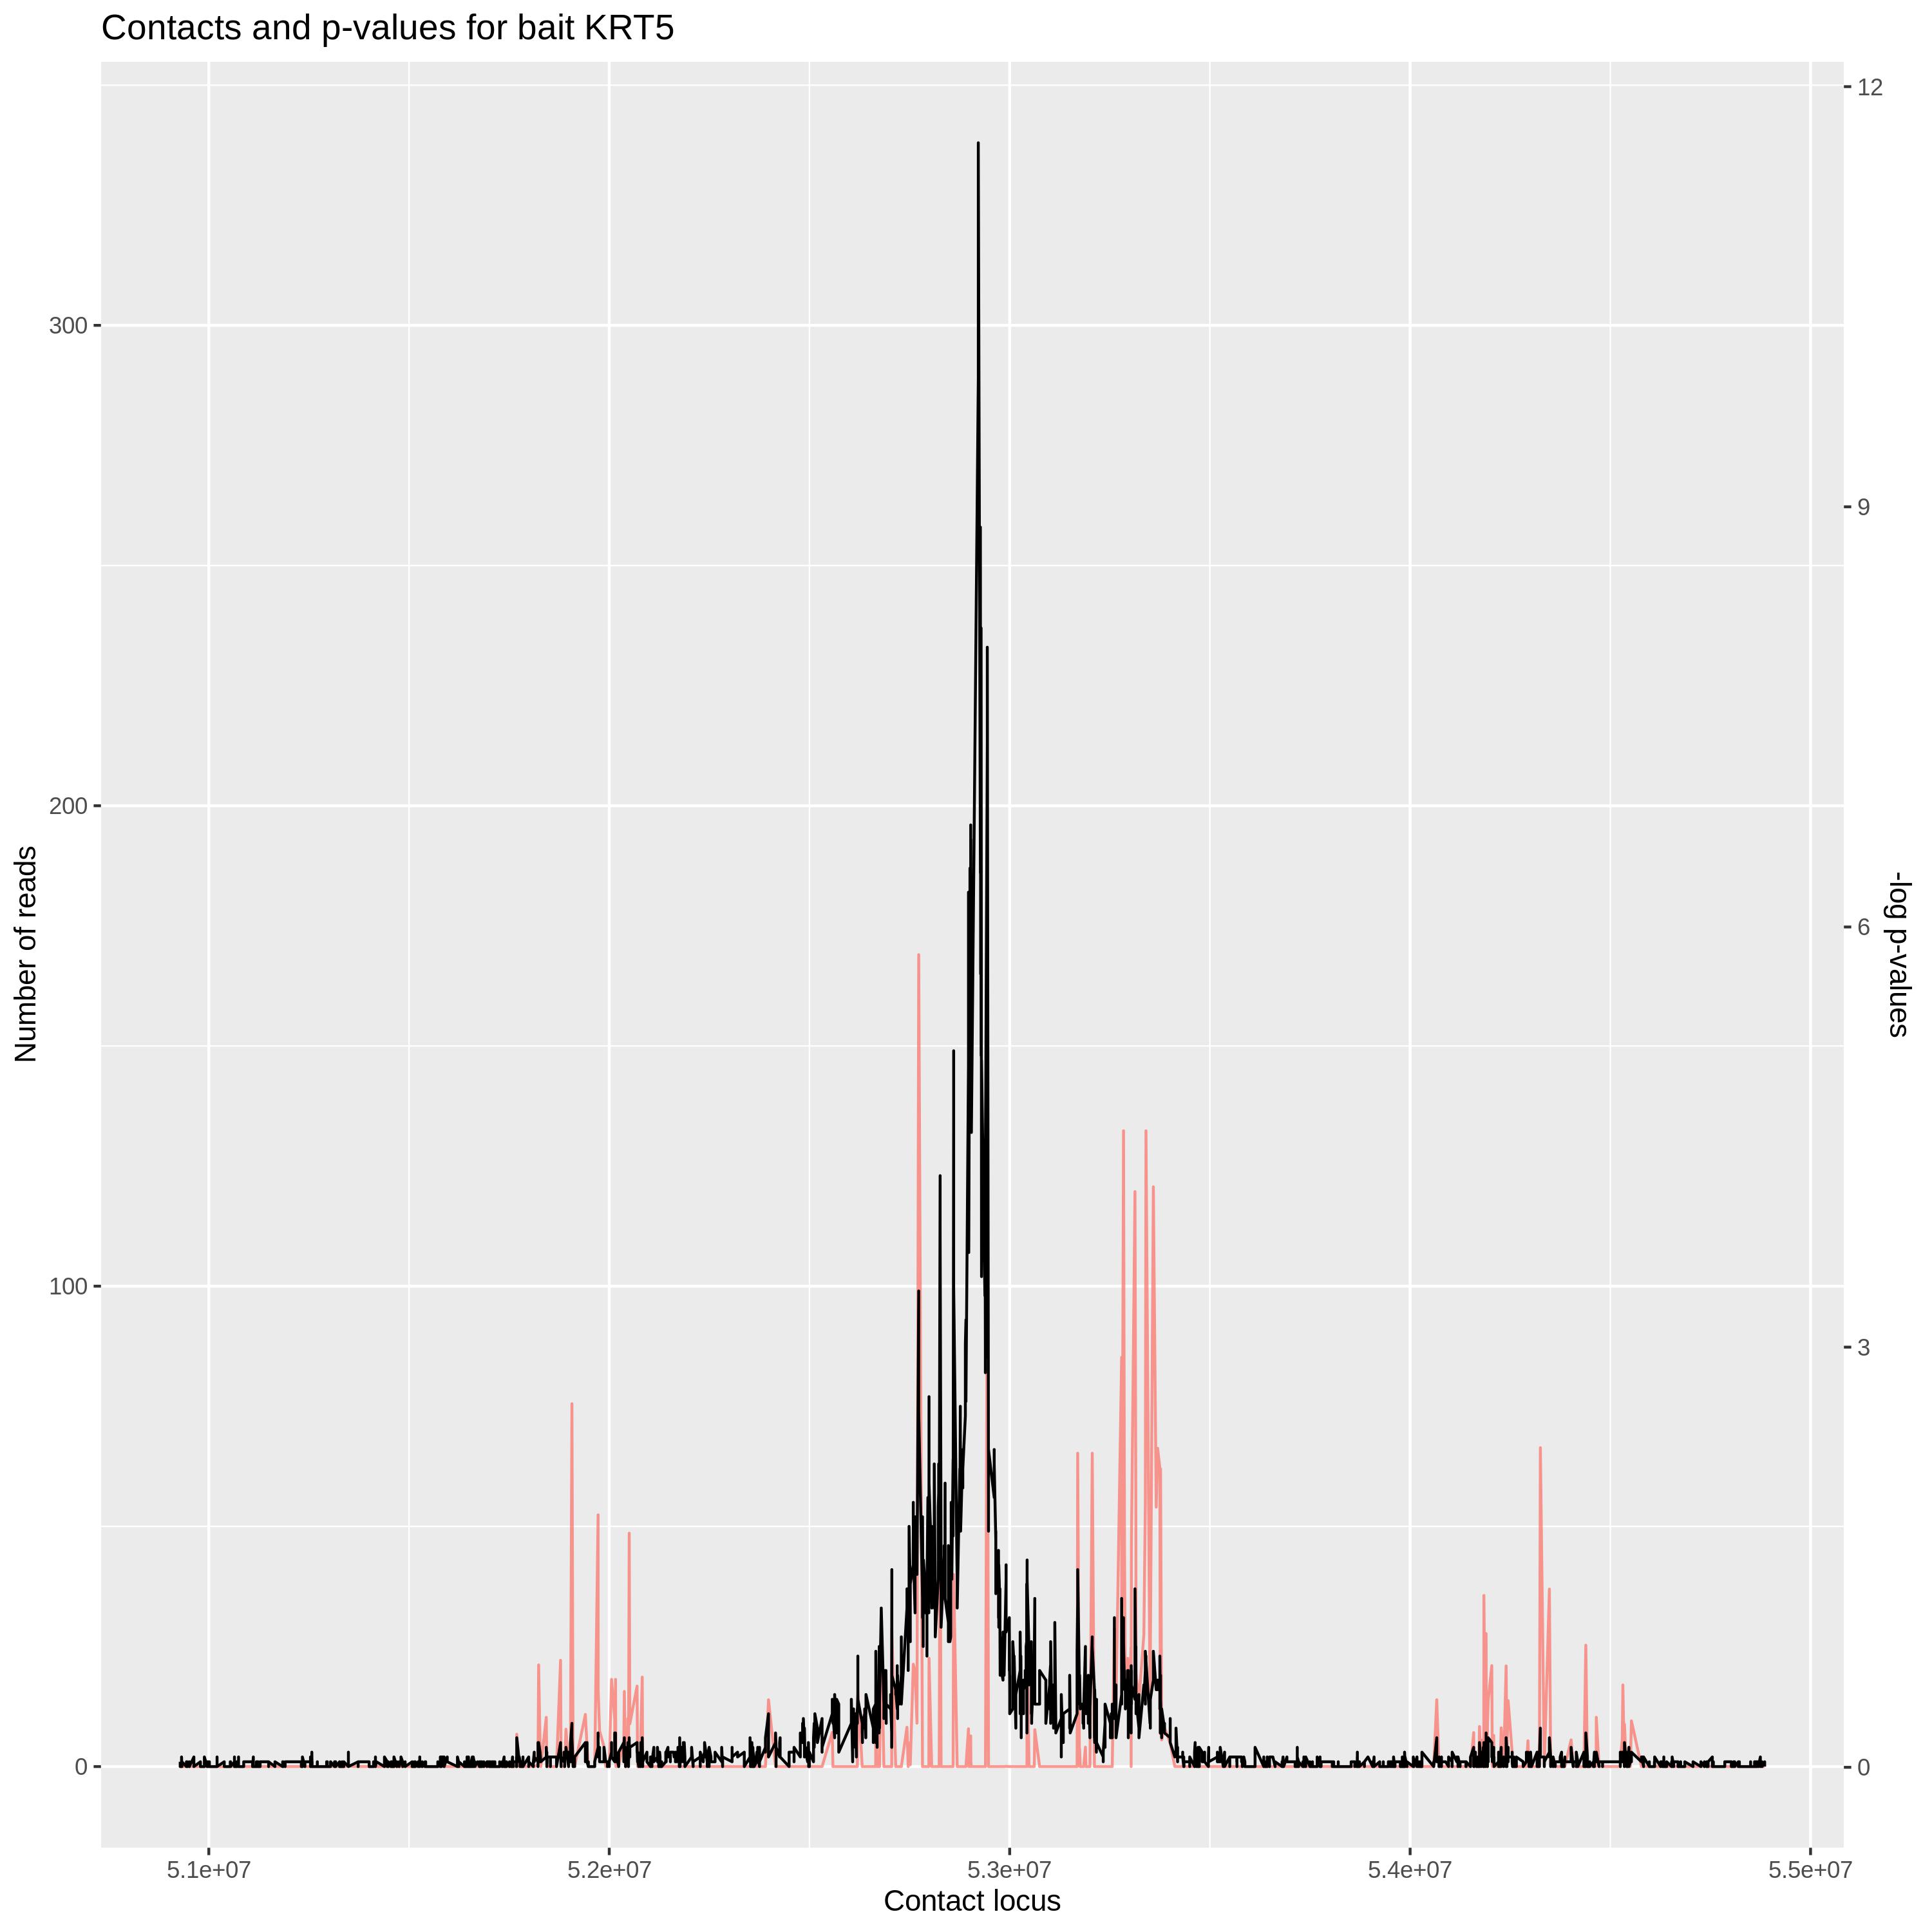 Contacts and p-values for bait KRT5
12
300
9
200
Number of reads
6
-log p-values
100
3
0
0
5.1e+07 5.2e+07 5.3e+07 5.4e+07 5.5e+07
Contact locus